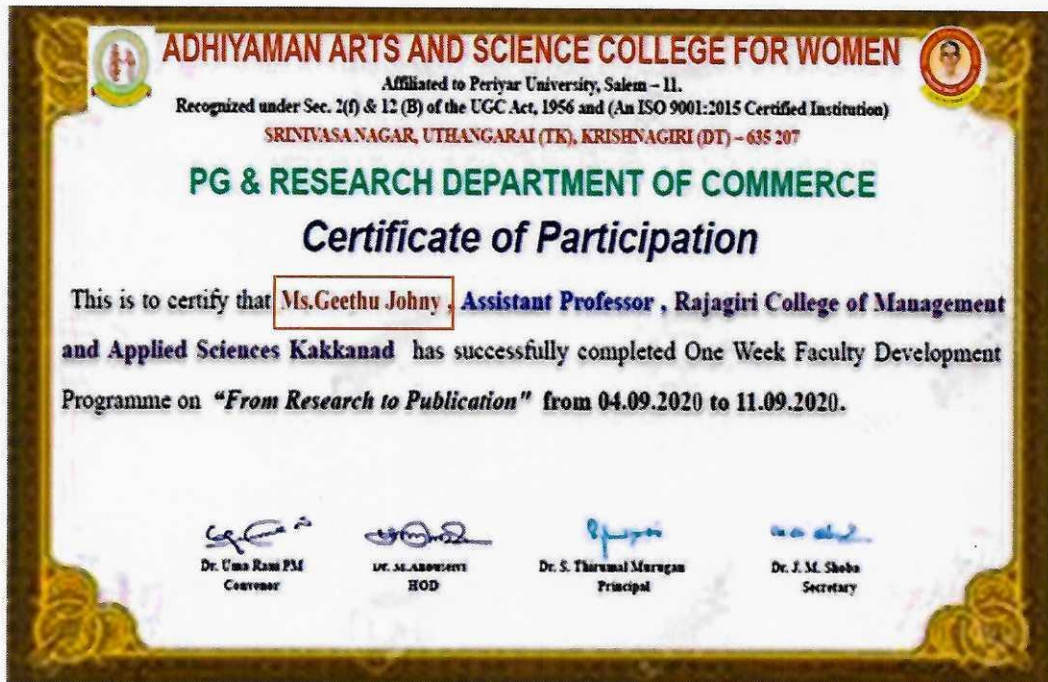 ADHIYAMAN ARTS AND SCIENCE COLLEGE FOR WOMEN
Affiliated to Periyar University, Salem – 11.
Recognized under Sec. 2(f) & 12 (B) of the UGC Act, 1956 and (An ISO 9001:2015 Certified Institution)
SRINIVASA NAGAR, UTHANGARAI (TK), KRISHNAGIRI (DT) – 635 207
PG & RESEARCH DEPARTMENT OF COMMERCE
Certificate of Participation
This is to certify that Ms.Geethu Johny , Assistant Professor , Rajagiri College of Management
and Applied Sciences Kakkanad has successfully completed One Week Faculty Development
Programme on "From Research to Publication" from 04.09.2020 to 11.09.2020.
Dr. Uma Rani PM
Convenor
HOD
Dr. S. Thirumal Murugan
Principal
Dr. J. M. Shoba
Secretary